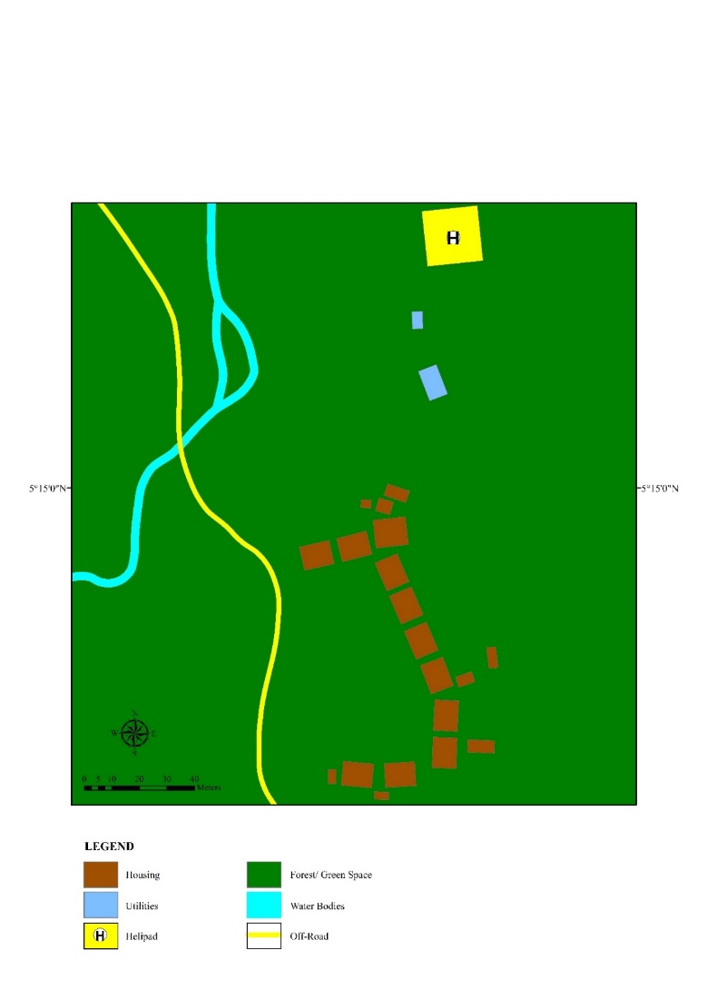 H
5°15'0"N
5°15'0"N
N
W E
S
0 5 10 20 30 40
Meters
LEGEND
Housing
Forest/ Green Space
Utilities
Water Bodies
H
Helipad
Off-Road